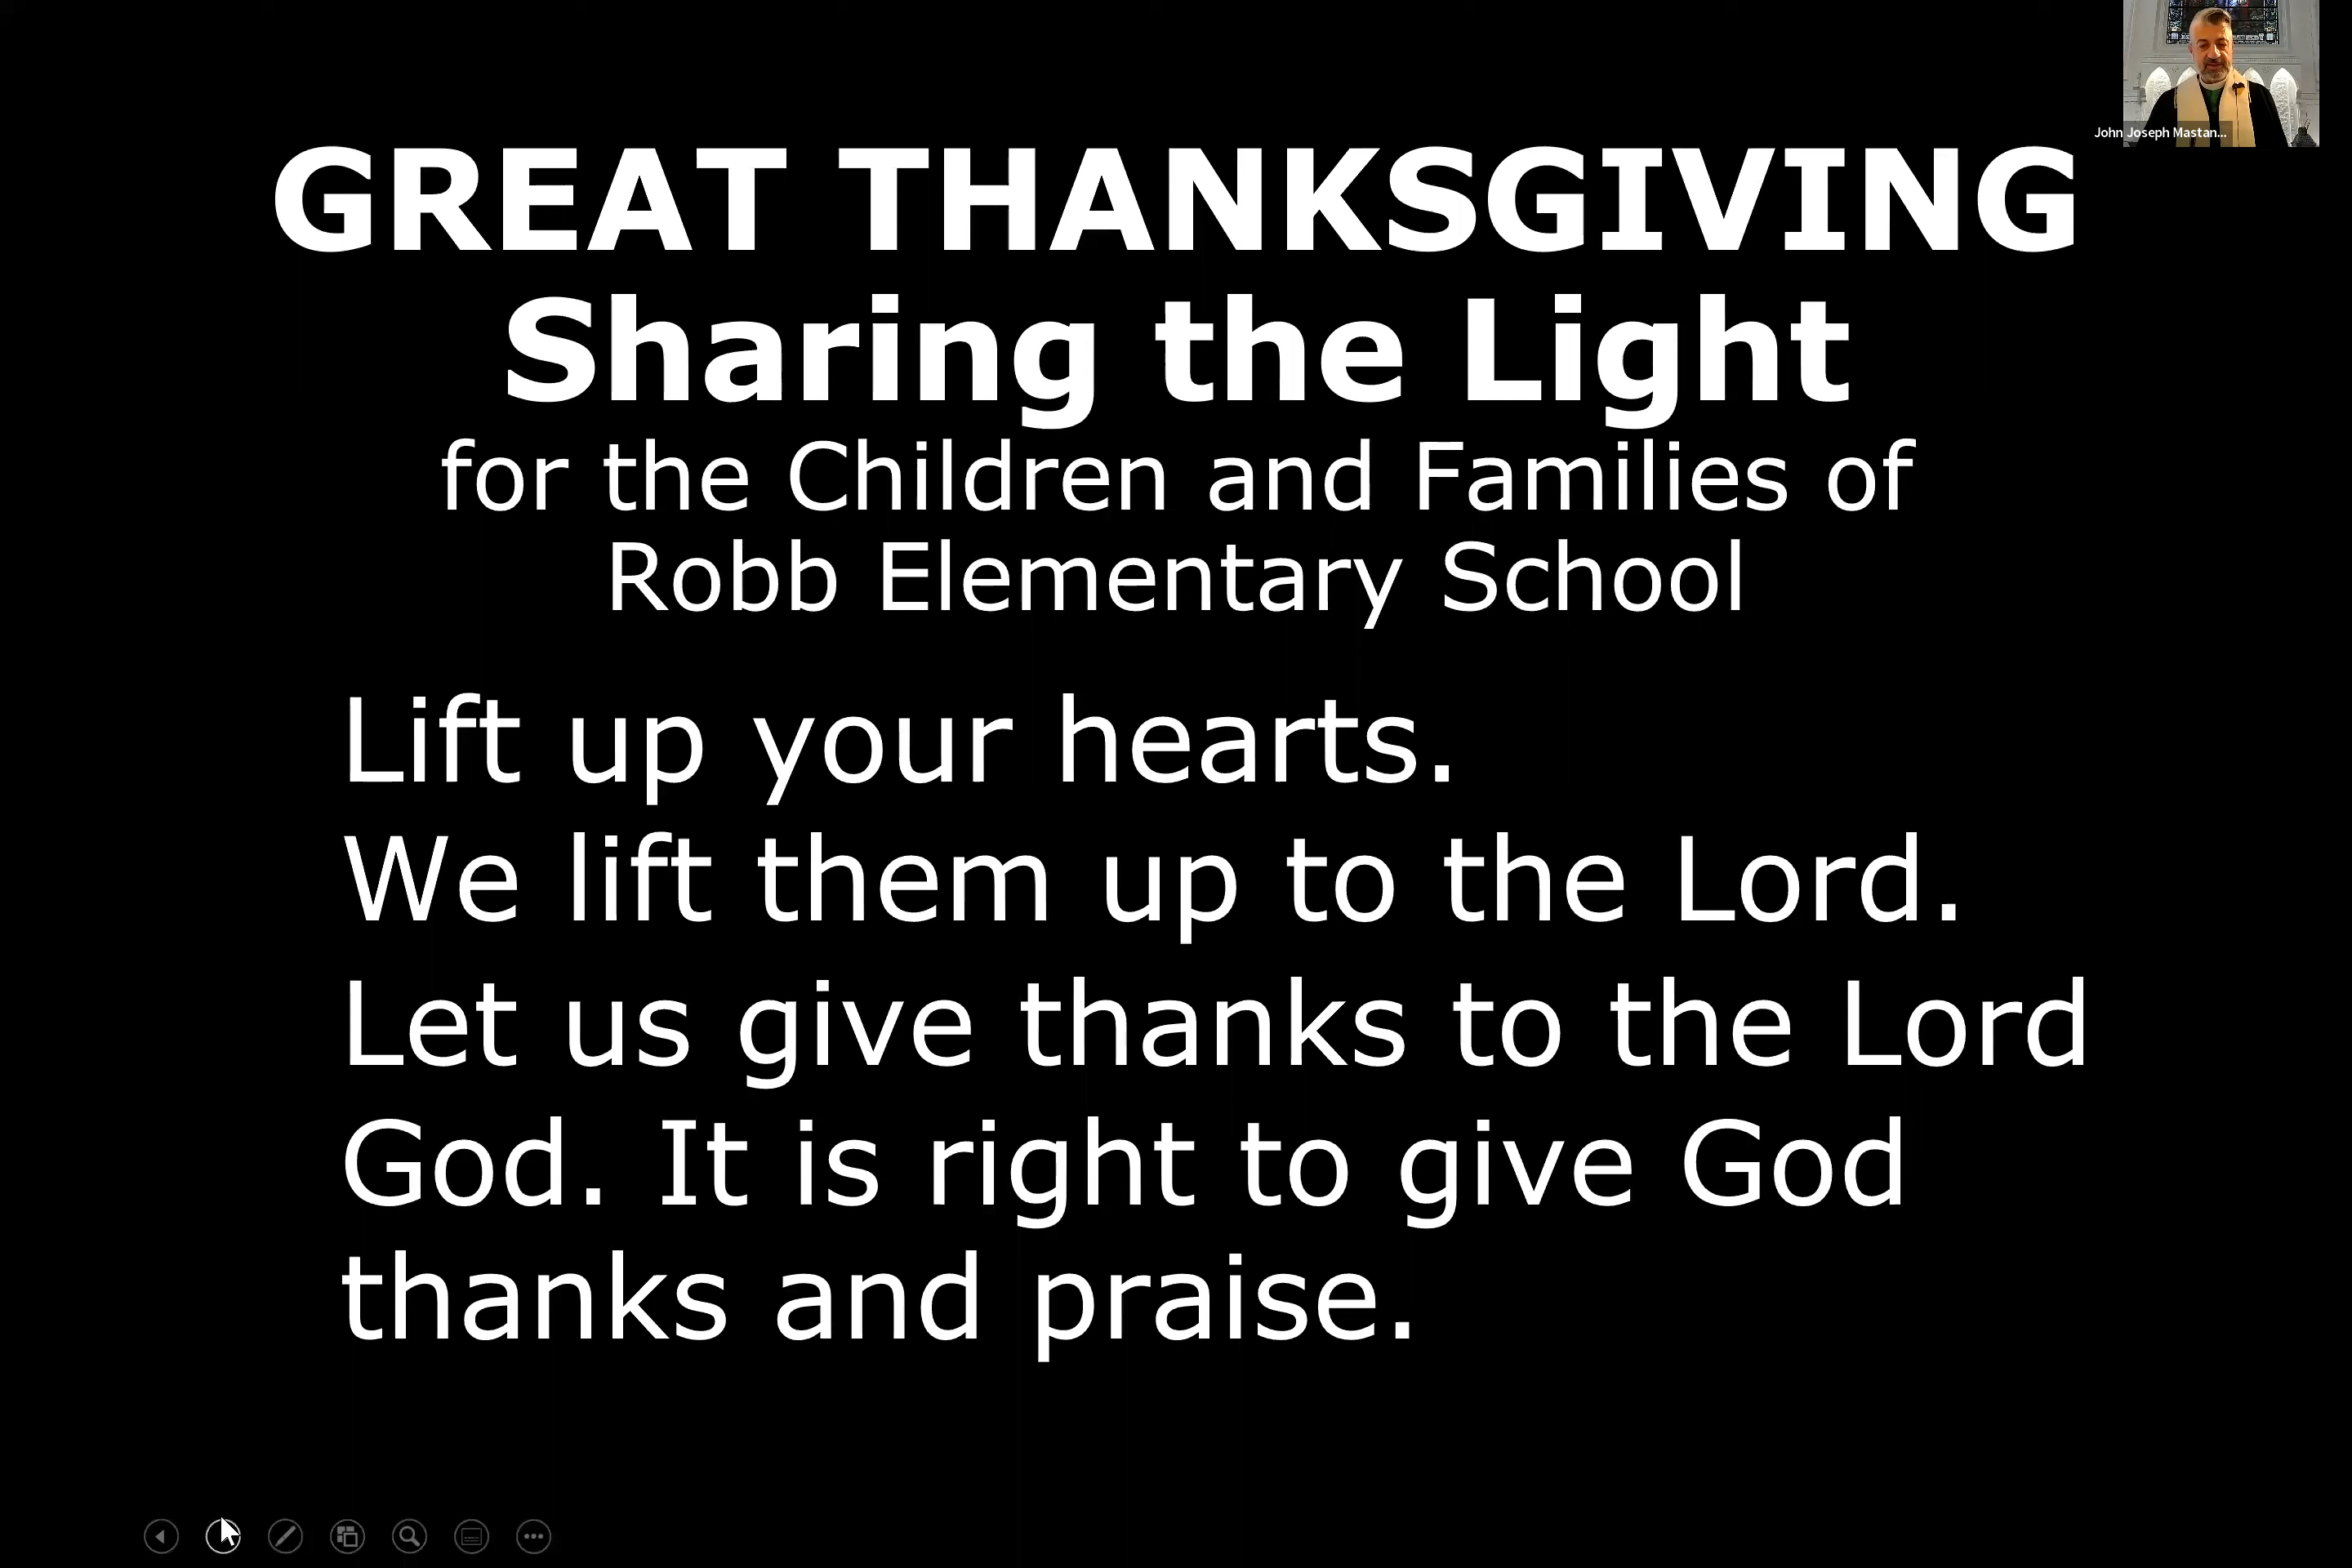 John Joseph Mastan...
GREAT THANKSGIVING
Sharing the Light
for the Children and Families of
Robb Elementary School
Lift up your hearts.
We lift them up to the Lord.
Let us give thanks to the Lord
God. It is right to give God
thanks and praise.